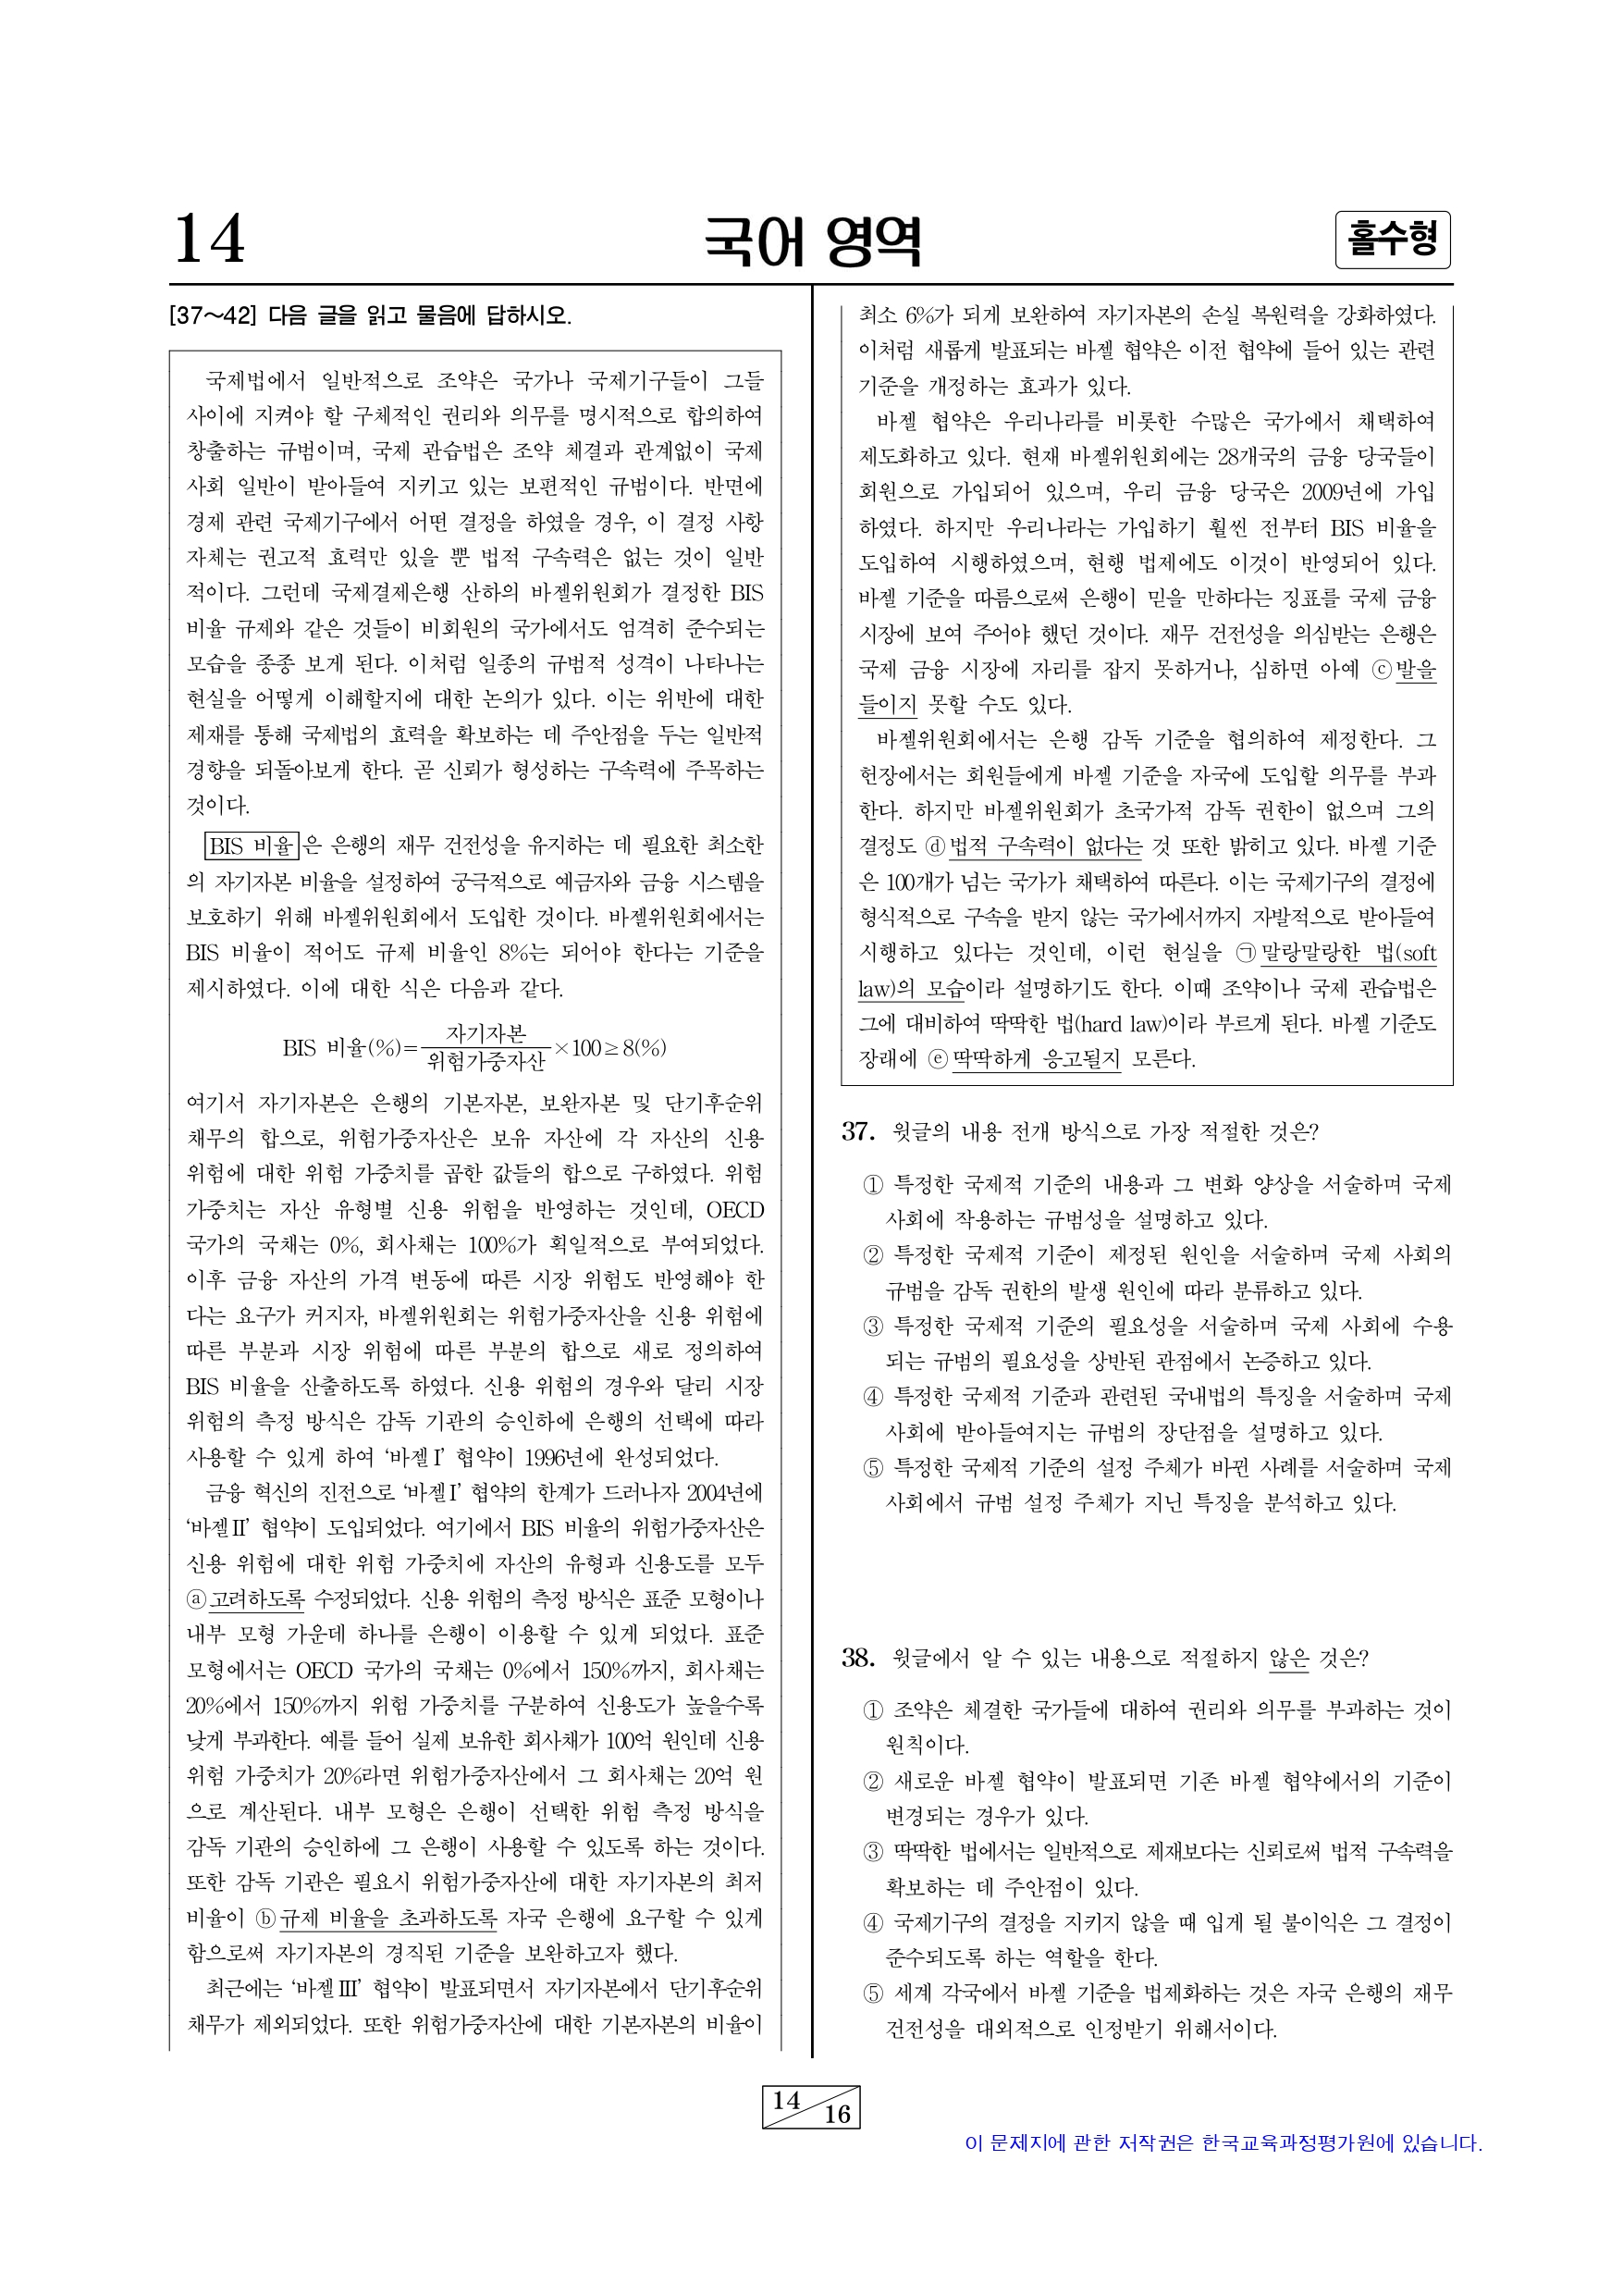 14
국어 영역
홀수형
[37~42] 다음 글을 읽고 물음에 답하시오.
국제법에서 일반적으로 조약은 국가나 국제기구들이 그들
사이에 지켜야 할 구체적인 권리와 의무를 명시적으로 합의하여
창출하는 규범이며, 국제 관습법은 조약 체결과 관계없이 국제
사회 일반이 받아들여 지키고 있는 보편적인 규범이다. 반면에
경제 관련 국제기구에서 어떤 결정을 하였을 경우, 이 결정 사항
자체는 권고적 효력만 있을 뿐 법적 구속력은 없는 것이 일반
적이다. 그런데 국제결제은행 산하의 바젤위원회가 결정한 BIS
비율 규제와 같은 것들이 비회원의 국가에서도 엄격히 준수되는
모습을 종종 보게 된다. 이처럼 일종의 규범적 성격이 나타나는
현실을 어떻게 이해할지에 대한 논의가 있다. 이는 위반에 대한
제재를 통해 국제법의 효력을 확보하는 데 주안점을 두는 일반적
경향을 되돌아보게 한다. 곧 신뢰가 형성하는 구속력에 주목하는
것이다.
BIS 비율은 은행의 재무 건전성을 유지하는 데 필요한 최소한
의 자기자본 비율을 설정하여 궁극적으로 예금자와 금융 시스템을
보호하기 위해 바젤위원회에서 도입한 것이다. 바젤위원회에서는
BIS 비율이 적어도 규제 비율인 8%는 되어야 한다는 기준을
제시하였다. 이에 대한 식은 다음과 같다.
BIS 비율(%)=자기자본/위험가중자산×100≥8(%)
여기서 자기자본은 은행의 기본자본, 보완자본 및 단기후순위
채무의 합으로, 위험가중자산은 보유 자산에 각 자산의 신용
위험에 대한 위험 가중치를 곱한 값들의 합으로 구하였다. 위험
가중치는 자산 유형별 신용 위험을 반영하는 것인데, OECD
국가의 국채는 0%, 회사채는 100%가 획일적으로 부여되었다.
이후 금융 자산의 가격 변동에 따른 시장 위험도 반영해야 한
다는 요구가 커지자, 바젤위원회는 위험가중자산을 신용 위험에
따른 부분과 시장 위험에 따른 부분의 합으로 새로 정의하여
BIS 비율을 산출하도록 하였다. 신용 위험의 경우와 달리 시장
위험의 측정 방식은 감독 기관의 승인하에 은행의 선택에 따라
사용할 수 있게 하여 ‘바젤Ⅰ’ 협약이 1996년에 완성되었다.
금융 혁신의 진전으로 ‘바젤Ⅰ’ 협약의 한계가 드러나자 2004년에
‘바젤Ⅱ’ 협약이 도입되었다. 여기에서 BIS 비율의 위험가중자산은
신용 위험에 대한 위험 가중치에 자산의 유형과 신용도를 모두
ⓐ고려하도록 수정되었다. 신용 위험의 측정 방식은 표준 모형이나
내부 모형 가운데 하나를 은행이 이용할 수 있게 되었다. 표준
모형에서는 OECD 국가의 국채는 0%에서 150%까지, 회사채는
20%에서 150%까지 위험 가중치를 구분하여 신용도가 높을수록
낮게 부과한다. 예를 들어 실제 보유한 회사채가 100억 원인데 신용
위험 가중치가 20%라면 위험가중자산에서 그 회사채는 20억 원
으로 계산된다. 내부 모형은 은행이 선택한 위험 측정 방식을
감독 기관의 승인하에 그 은행이 사용할 수 있도록 하는 것이다.
또한 감독 기관은 필요시 위험가중자산에 대한 자기자본의 최저
비율이 ⓑ규제 비율을 초과하도록 자국 은행에 요구할 수 있게
함으로써 자기자본의 경직된 기준을 보완하고자 했다.
최근에는 ‘바젤Ⅲ’ 협약이 발표되면서 자기자본에서 단기후순위
채무가 제외되었다. 또한 위험가중자산에 대한 기본자본의 비율이
최소 6%가 되게 보완하여 자기자본의 손실 복원력을 강화하였다.
이처럼 새롭게 발표되는 바젤 협약은 이전 협약에 들어 있는 관련
기준을 개정하는 효과가 있다.
바젤 협약은 우리나라를 비롯한 수많은 국가에서 채택하여
제도화하고 있다. 현재 바젤위원회에는 28개국의 금융 당국들이
회원으로 가입되어 있으며, 우리 금융 당국은 2009년에 가입
하였다. 하지만 우리나라는 가입하기 훨씬 전부터 BIS 비율을
도입하여 시행하였으며, 현행 법제에도 이것이 반영되어 있다.
바젤 기준을 따름으로써 은행이 믿을 만하다는 징표를 국제 금융
시장에 보여 주어야 했던 것이다. 재무 건전성을 의심받는 은행은
국제 금융 시장에 자리를 잡지 못하거나, 심하면 아예 ⓒ발을
들이지 못할 수도 있다.
바젤위원회에서는 은행 감독 기준을 협의하여 제정한다. 그
헌장에서는 회원들에게 바젤 기준을 자국에 도입할 의무를 부과
한다. 하지만 바젤위원회가 초국가적 감독 권한이 없으며 그의
결정도 ⓓ법적 구속력이 없다는 것 또한 밝히고 있다. 바젤 기준
은 100개가 넘는 국가가 채택하여 따른다. 이는 국제기구의 결정에
형식적으로 구속을 받지 않는 국가에서까지 자발적으로 받아들여
시행하고 있다는 것인데, 이런 현실을 ㉠말랑말랑한 법(soft
law)의 모습이라 설명하기도 한다. 이때 조약이나 국제 관습법은
그에 대비하여 딱딱한 법(hard law)이라 부르게 된다. 바젤 기준도
장래에 ⓔ딱딱하게 응고될지 모른다.
37. 윗글의 내용 전개 방식으로 가장 적절한 것은?
① 특정한 국제적 기준의 내용과 그 변화 양상을 서술하며 국제
사회에 작용하는 규범성을 설명하고 있다.
② 특정한 국제적 기준이 제정된 원인을 서술하며 국제 사회의
규범을 감독 권한의 발생 원인에 따라 분류하고 있다.
③ 특정한 국제적 기준의 필요성을 서술하며 국제 사회에 수용
되는 규범의 필요성을 상반된 관점에서 논증하고 있다.
④ 특정한 국제적 기준과 관련된 국내법의 특징을 서술하며 국제
사회에 받아들여지는 규범의 장단점을 설명하고 있다.
⑤ 특정한 국제적 기준의 설정 주체가 바뀐 사례를 서술하며 국제
사회에서 규범 설정 주체가 지닌 특징을 분석하고 있다.
38. 윗글에서 알 수 있는 내용으로 적절하지 않은 것은?
① 조약은 체결한 국가들에 대하여 권리와 의무를 부과하는 것이
원칙이다.
② 새로운 바젤 협약이 발표되면 기존 바젤 협약에서의 기준이
변경되는 경우가 있다.
③ 딱딱한 법에서는 일반적으로 제재보다는 신뢰로써 법적 구속력을
확보하는 데 주안점이 있다.
④ 국제기구의 결정을 지키지 않을 때 입게 될 불이익은 그 결정이
준수되도록 하는 역할을 한다.
⑤ 세계 각국에서 바젤 기준을 법제화하는 것은 자국 은행의 재무
건전성을 대외적으로 인정받기 위해서이다.
14
16
이 문제지에 관한 저작권은 한국교육과정평가원에 있습니다.